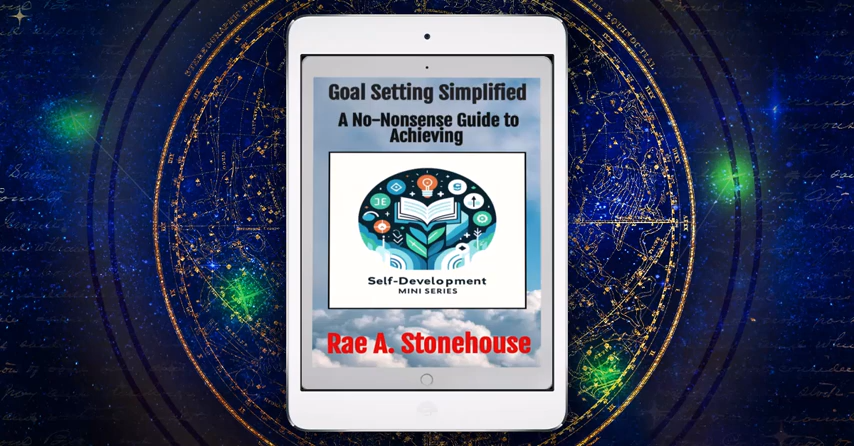 Goal Setting Simplified
A No-Nonsense Guide to
Achieving
Self-Development
MINI SERIES
Rae A. Stonehouse